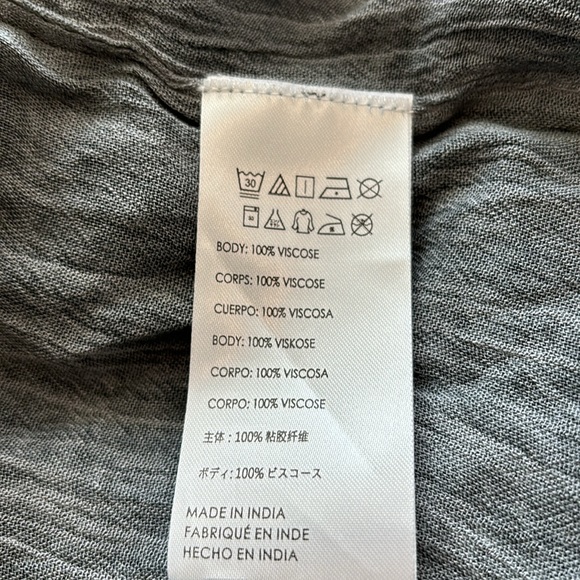 30
BODY: 100% VISCOSE
CORPS: 100% VISCOSE
CUERPO: 100% VISCOSA
BODY: 100% VISKOSE
CORPO: 100% VISCOSA
CORPO: 100% VISCOSE
主体 : 100% 粘胶纤维
ボディ: 100% ビスコース
MADE IN INDIA
FABRIQUÉ EN INDE
HECHO EN INDIA